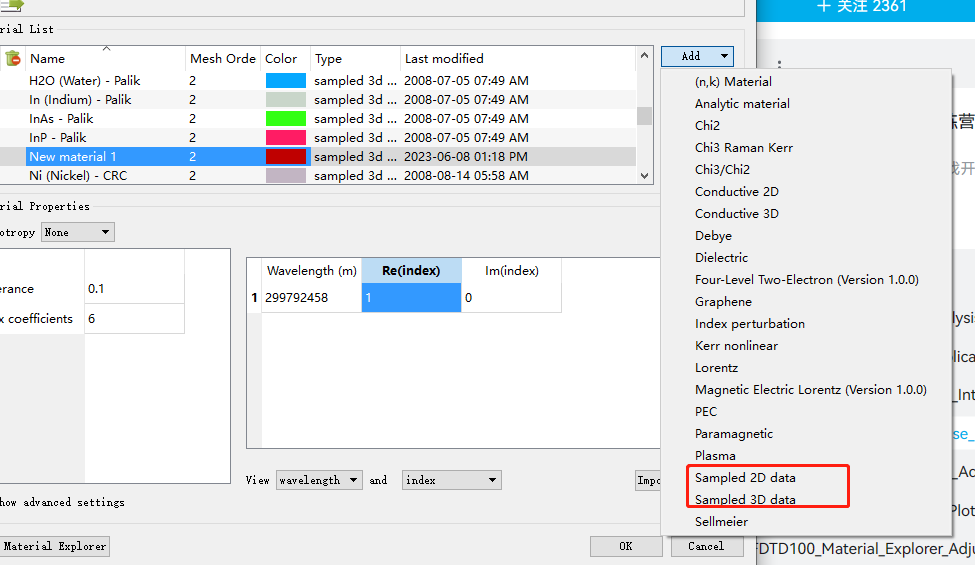 + 关注 2361
erial List
Name Mesh Orde Color Type Last modified
H2O (Water) - Palik 2 sampled 3d ... 2008-07-05 07:49 AM
In (Indium) - Palik 2 sampled 3d ... 2008-07-05 07:49 AM
InAs - Palik 2 sampled 3d ... 2008-07-05 07:49 AM
InP - Palik 2 sampled 3d ... 2008-07-05 07:49 AM
New material 1 2 sampled 3d ... 2023-06-08 01:18 PM
Ni (Nickel) - CRC 2 sampled 3d ... 2008-08-14 05:58 AM
Add
(n,k) Material
Analytic material
Chi2
Chi3 Raman Kerr
Chi3/Chi2
Conductive 2D
Conductive 3D
Debye
Dielectric
Four-Level Two-Electron (Version 1.0.0)
Graphene
Index perturbation
Kerr nonlinear
Lorentz
Magnetic Electric Lorentz (Version 1.0.0)
PEC
Paramagnetic
Plasma
Sampled 2D data
Sampled 3D data
Sellmeier
erial Properties
otropy None
erance 0.1
x coefficients 6
Wavelength (m) Re(index) Im(index)
1 299792458 1 0
View wavelength and index
Impo
how advanced settings
Material Explorer
OK
Cancel
练营
戏开
lysis
lica
_Int
se_
_Ad
Plot
FDTD100_Material_Explorer_Adju